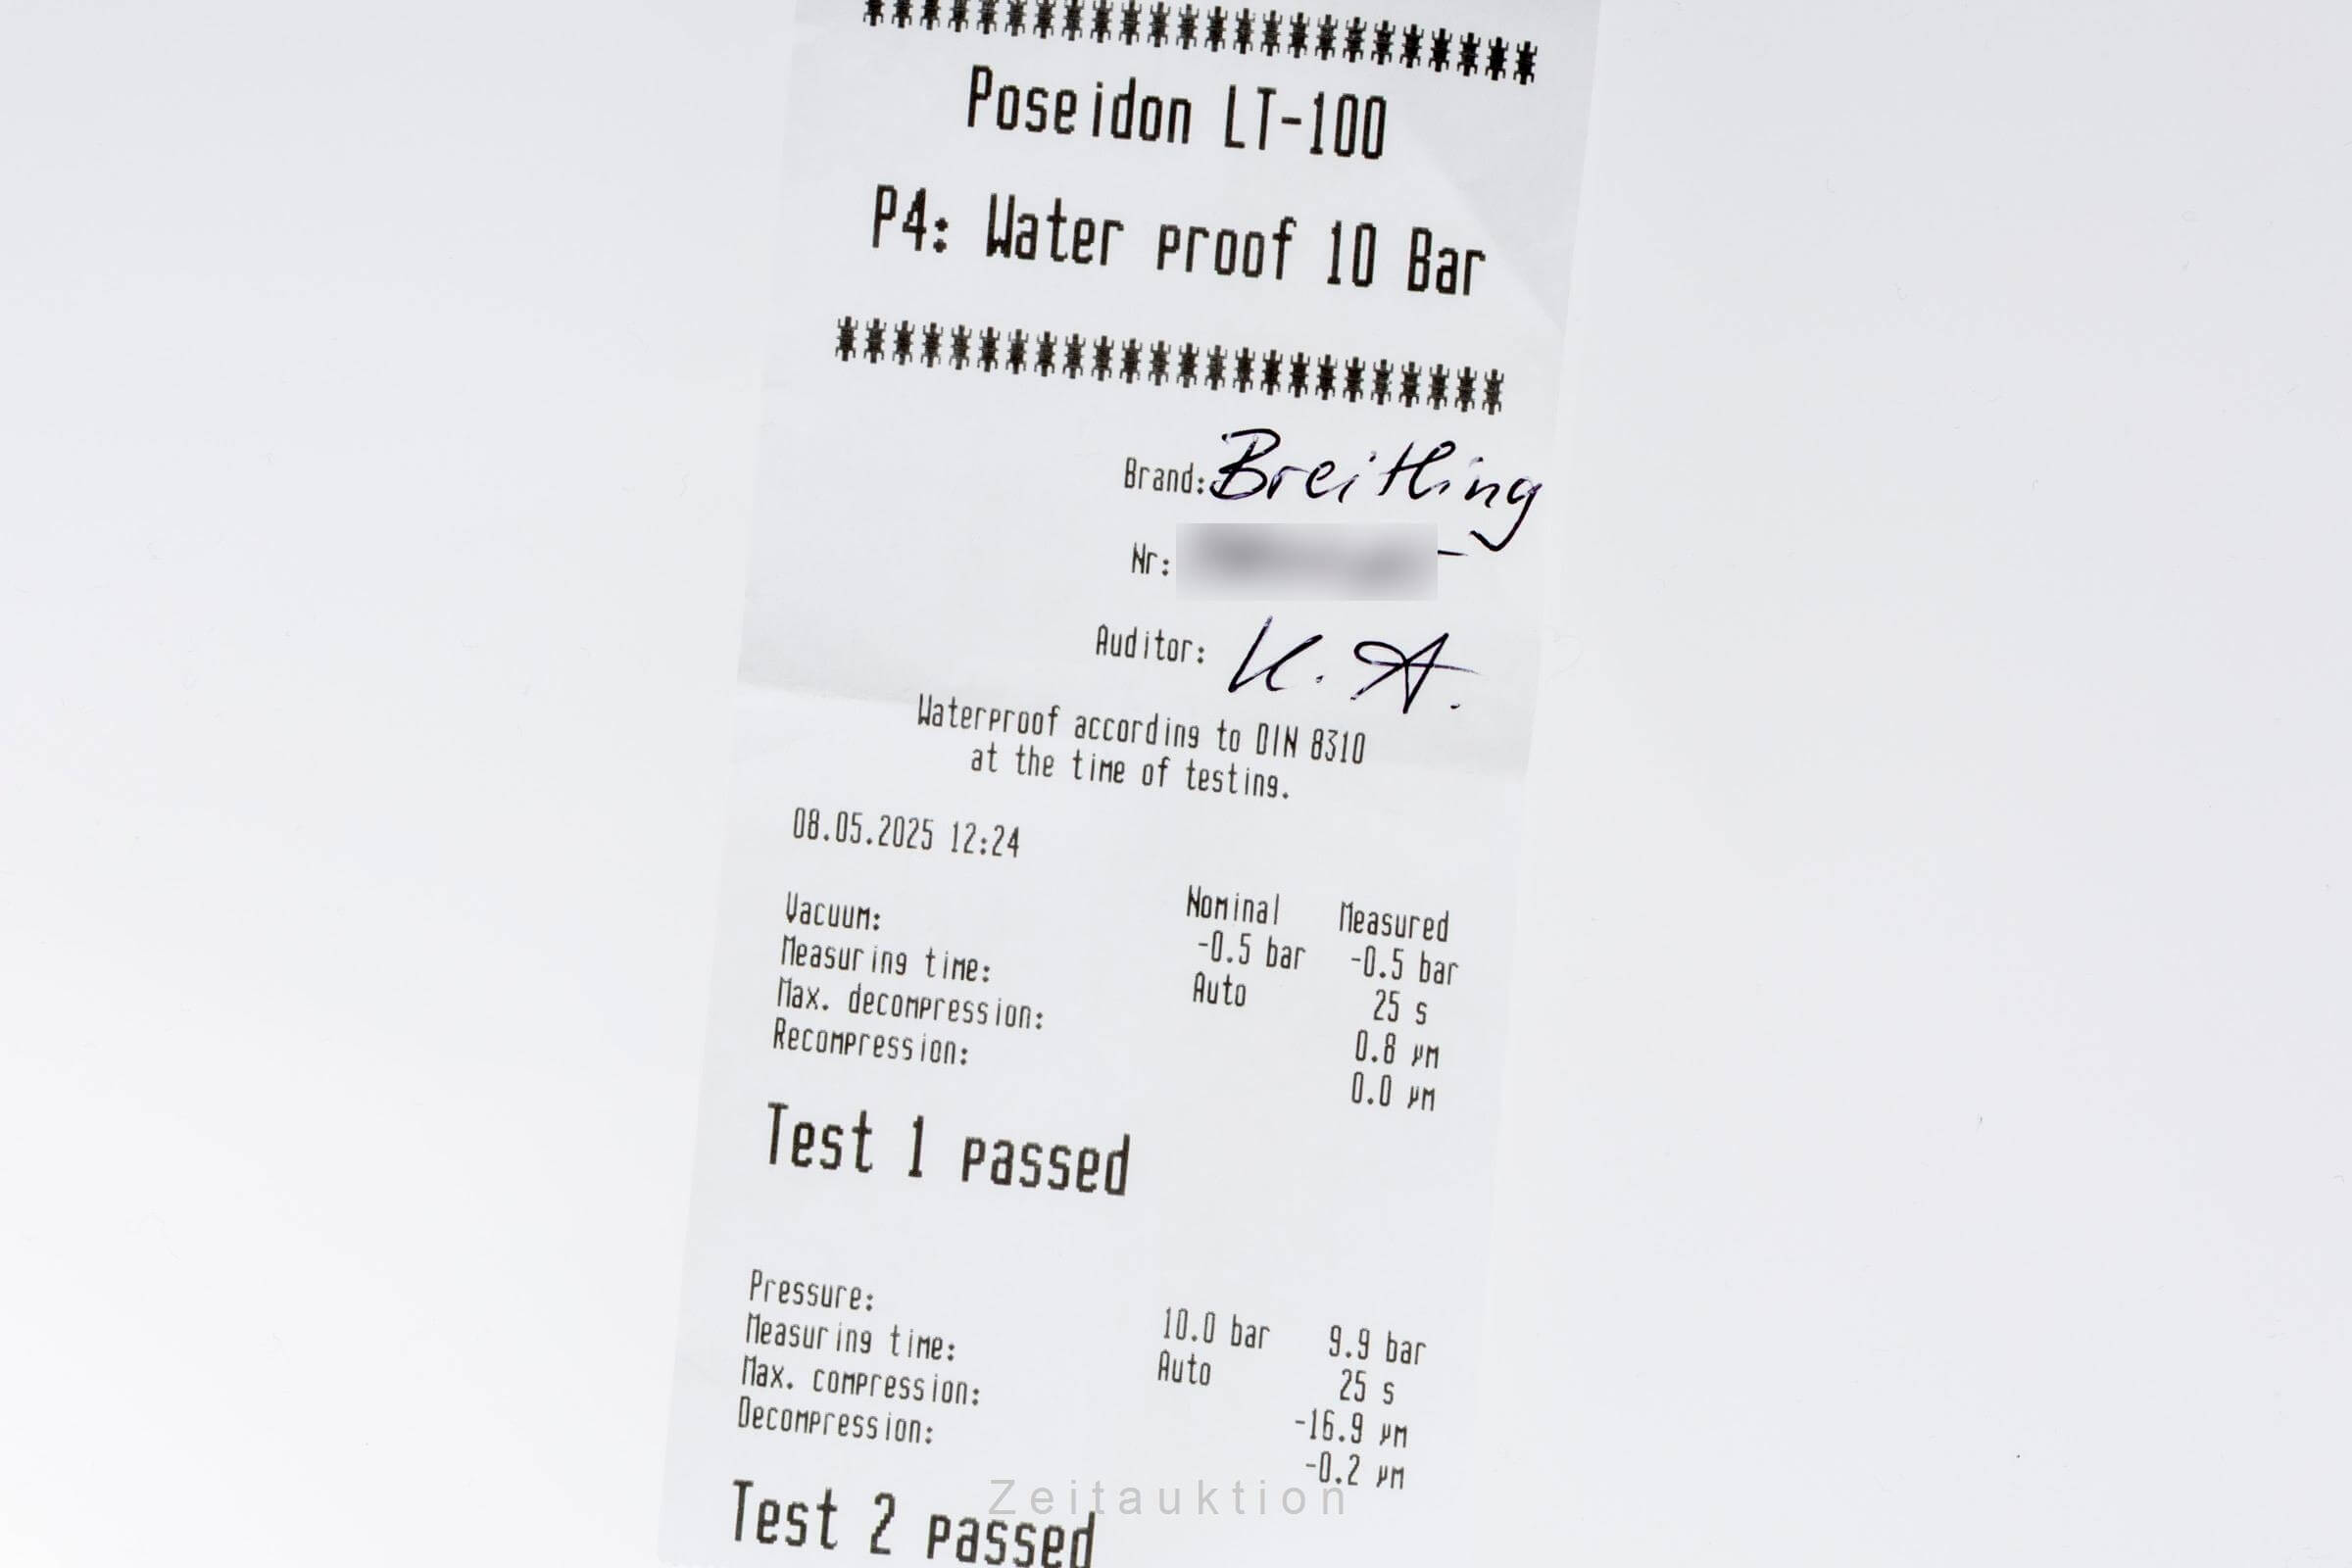 ************************
Poseidon LT-100
P4: Water proof 10 Bar
************************
Brand: Breitling
Nr:
Auditor: K. A.
Waterproof according to DIN 8310
at the time of testing.
08.05.2025 12:24
Nominal Measured
Vacuum: -0.5 bar -0.5 bar
Measuring time: Auto 25 s
Max. decompression: 0.8 µm
Recompression: 0.0 µm
Test 1 passed
Pressure: 10.0 bar 9.9 bar
Measuring time: Auto 25 s
Max. compression: -16.9 µm
Decompression: -0.2 µm
Zeitauktion
Test 2 passed